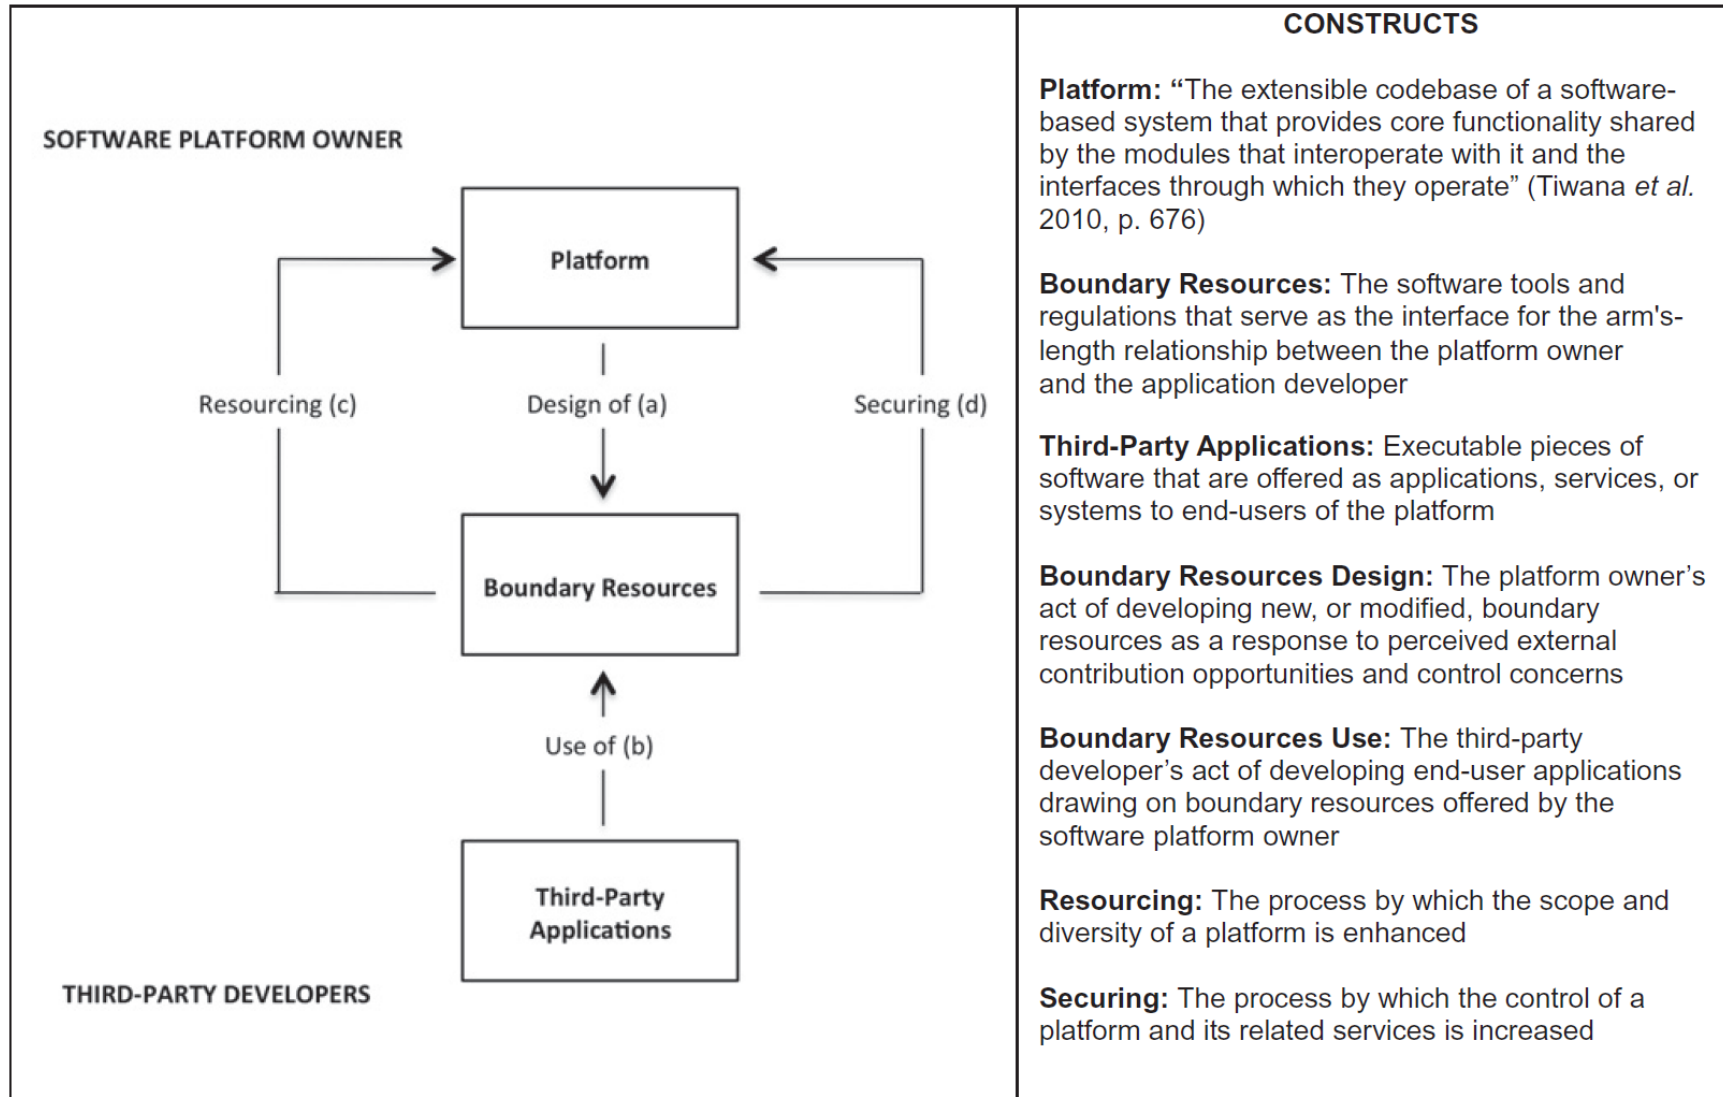 SOFTWARE PLATFORM OWNER
Platform
Resourcing (c)
Design of (a)
Securing (d)
Boundary Resources
Use of (b)
Third-Party
Applications
THIRD-PARTY DEVELOPERS
CONSTRUCTS
Platform: “The extensible codebase of a software-
based system that provides core functionality shared
by the modules that interoperate with it and the
interfaces through which they operate” (Tiwana et al.
2010, p. 676)
Boundary Resources: The software tools and
regulations that serve as the interface for the arm's-
length relationship between the platform owner
and the application developer
Third-Party Applications: Executable pieces of
software that are offered as applications, services, or
systems to end-users of the platform
Boundary Resources Design: The platform owner’s
act of developing new, or modified, boundary
resources as a response to perceived external
contribution opportunities and control concerns
Boundary Resources Use: The third-party
developer’s act of developing end-user applications
drawing on boundary resources offered by the
software platform owner
Resourcing: The process by which the scope and
diversity of a platform is enhanced
Securing: The process by which the control of a
platform and its related services is increased